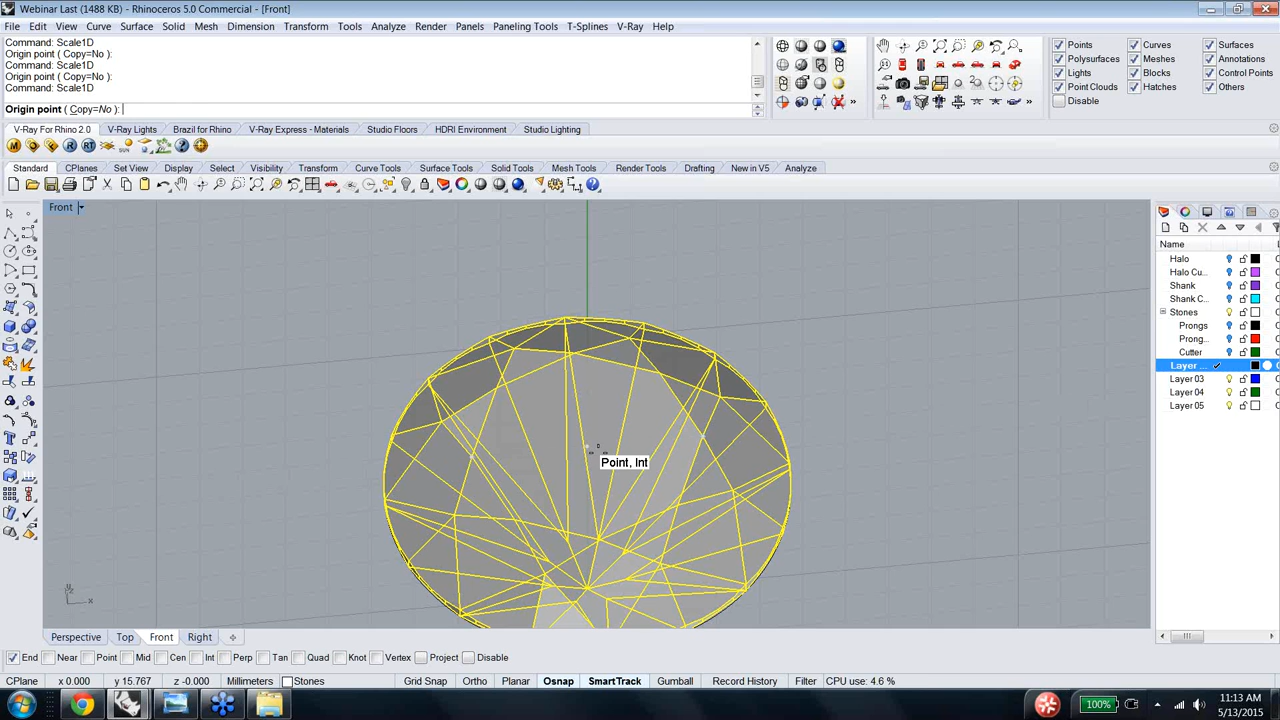 Webinar Last (1488 KB) - Rhinoceros 5.0 Commercial - [Front]
File Edit View Curve Surface Solid Mesh Dimension Transform Tools Analyze Render Panels Paneling Tools T-Splines V-Ray Help
Command: Scale1D
Origin point ( Copy=No ):
Command: Scale1D
Origin point ( Copy=No ):
Command: Scale1D
Origin point ( Copy=No ):
Points Curves Surfaces
Polysurfaces Meshes Annotations
Lights Blocks Control Points
Point Clouds Hatches Others
Disable
V-Ray For Rhino 2.0 V-Ray Lights Brazil for Rhino V-Ray Express - Materials Studio Floors HDRI Environment Studio Lighting
Standard CPlanes Set View Display Select Visibility Transform Curve Tools Surface Tools Solid Tools Mesh Tools Render Tools Drafting New in V5 Analyze
Front
Point, Int
x
Name
Halo
Halo Cu...
Shank
Shank C...
Stones
Prongs
Prong...
Cutter
Layer ...
Layer 03
Layer 04
Layer 05
Perspective Top Front Right
End Near Point Mid Cen Int Perp Tan Quad Knot Vertex Project Disable
CPlane x 0.000 y 15.767 z -0.000 Millimeters Stones Grid Snap Ortho Planar Osnap SmartTrack Gumball Record History Filter CPU use: 4.6 %
100%
11:13 AM
5/13/2015